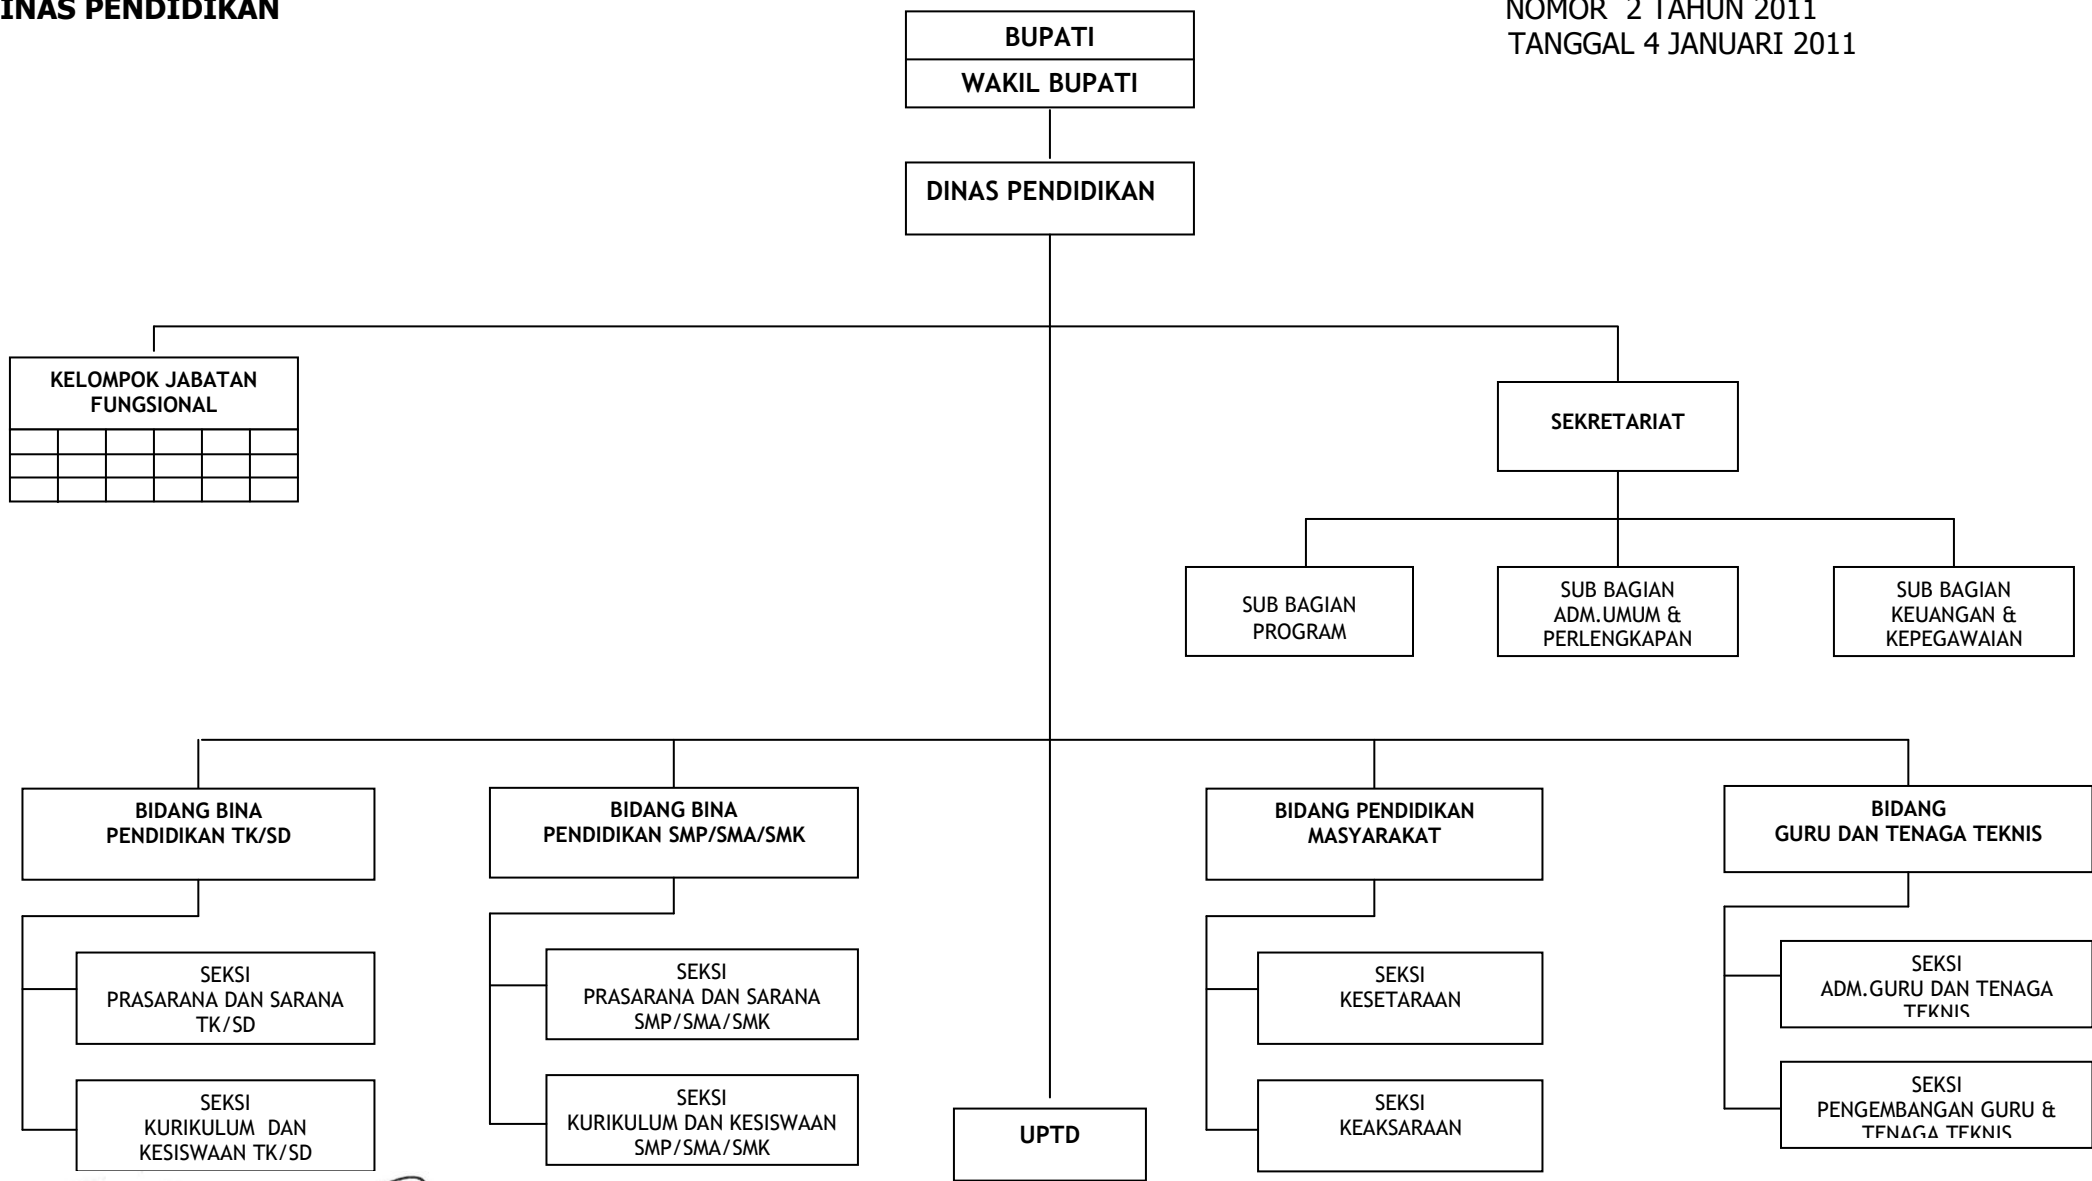 INAS PENDIDIKAN
NOMOR 2 TAHUN 2011
TANGGAL 4 JANUARI 2011
BUPATI
WAKIL BUPATI
DINAS PENDIDIKAN
KELOMPOK JABATAN
FUNGSIONAL
SEKRETARIAT
SUB BAGIAN
PROGRAM
SUB BAGIAN
ADM.UMUM &
PERLENGKAPAN
SUB BAGIAN
KEUANGAN &
KEPEGAWAIAN
BIDANG BINA
PENDIDIKAN TK/SD
BIDANG BINA
PENDIDIKAN SMP/SMA/SMK
BIDANG PENDIDIKAN
MASYARAKAT
BIDANG
GURU DAN TENAGA TEKNIS
SEKSI
PRASARANA DAN SARANA
TK/SD
SEKSI
PRASARANA DAN SARANA
SMP/SMA/SMK
SEKSI
KESETARAAN
SEKSI
ADM.GURU DAN TENAGA
TEKNIS
SEKSI
KURIKULUM DAN
KESISWAAN TK/SD
SEKSI
KURIKULUM DAN KESISWAAN
SMP/SMA/SMK
UPTD
SEKSI
KEAKSARAAN
SEKSI
PENGEMBANGAN GURU &
TENAGA TEKNIS